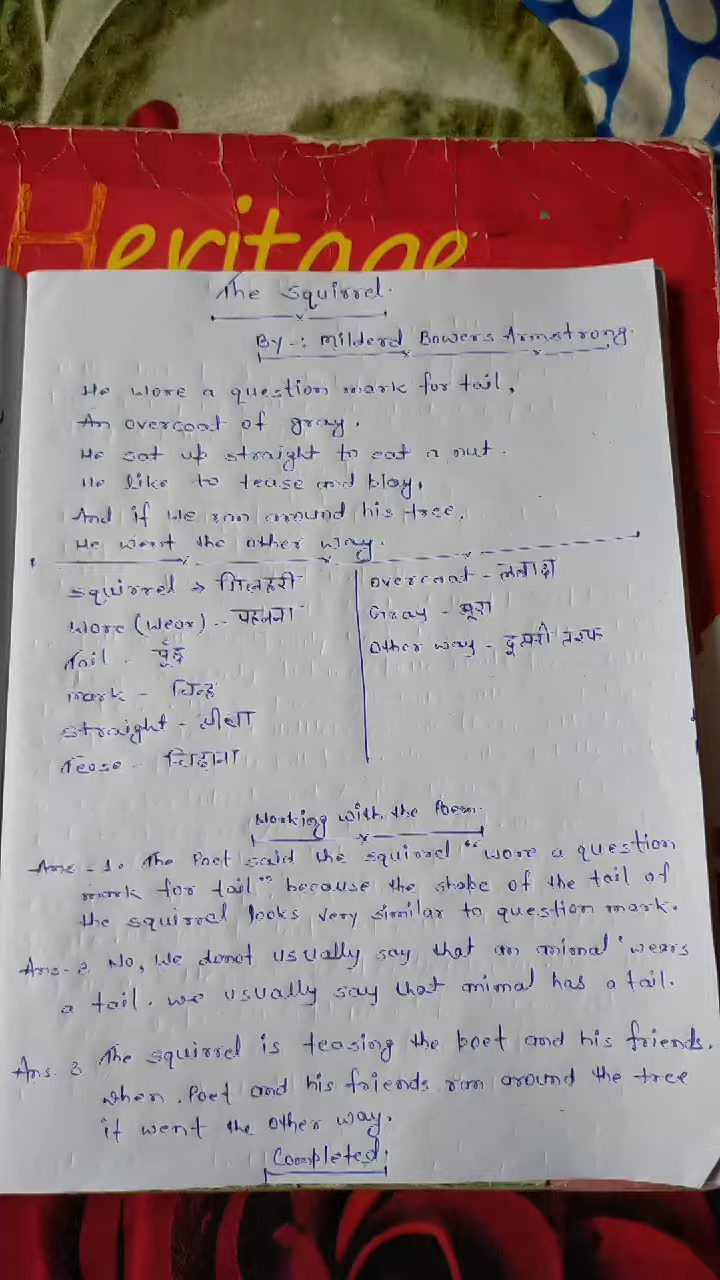 Heritage
The Squirrel.
By -: Milderd Bowers Armstrong.
He wore a question mark for tail,
An overcoat of gray.
He sat up straight to eat a nut.
He like to tease and play,
And if we ran around his tree,
He went the other way.
Squirrel → गिलहरी
Wore (Wear) - पहनना
Tail - पूँछ
mark - चिन्ह
straight - सीधा
Tease - चिढ़ाना
Overcoat - लबादा
Gray - भूरा
Other way - दूसरी तरफ
Working with the Poem.
Ans - 1. The Poet said the squirrel "wore a question
mark for tail" because the shape of the tail of
the squirrel looks very similar to question mark.
Ans - 2 No, we donot usually say that an animal 'wears
a tail. we usually say that animal has a tail.
Ans. 3 The squirrel is teasing the poet and his friends.
when Poet and his friends ran around the tree
it went the other way.
Completed.